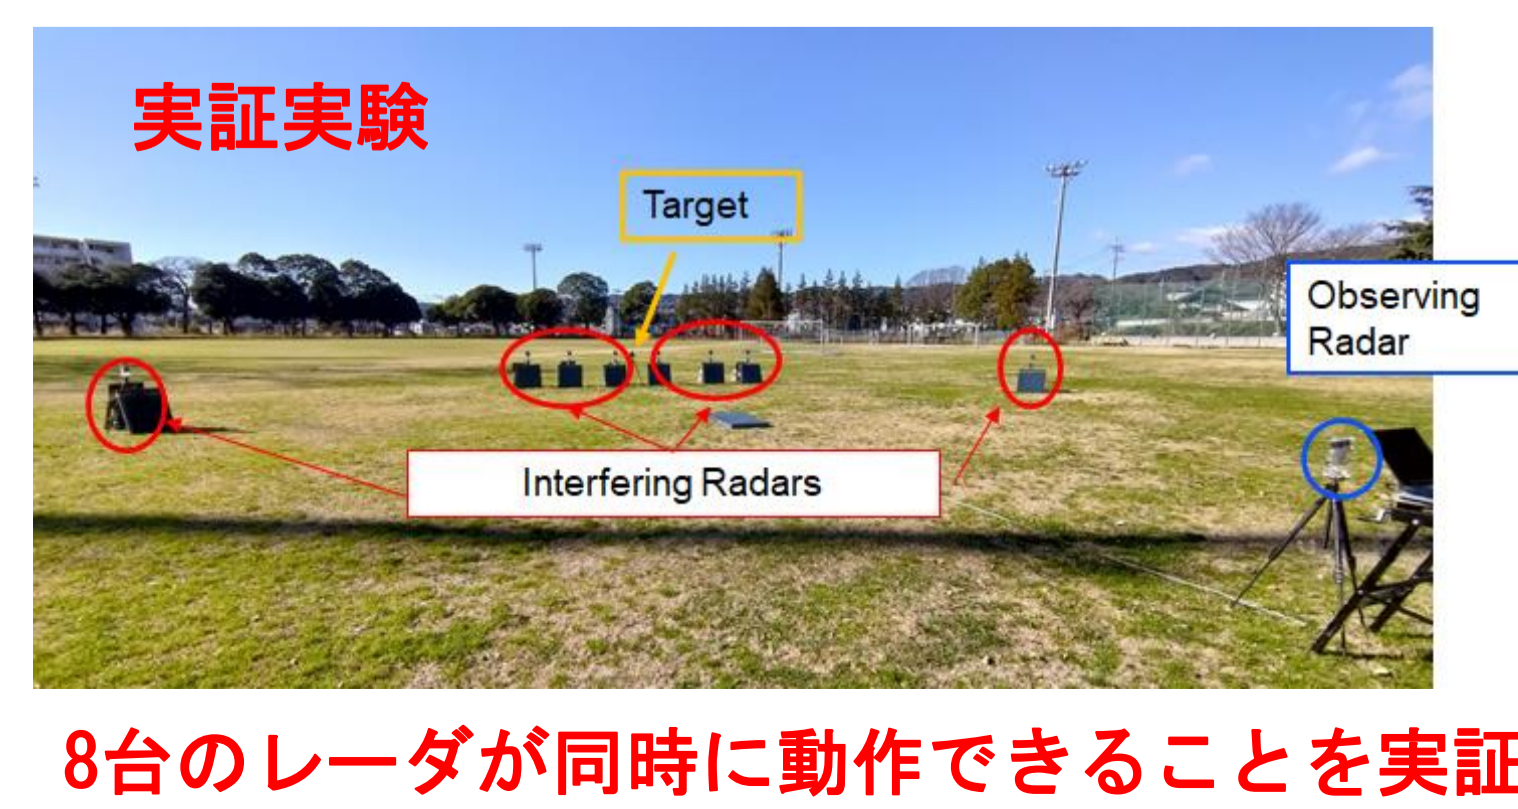 実証実験
Target
Observing
Radar
Interfering Radars
8台のレーダが同時に動作できることを実証